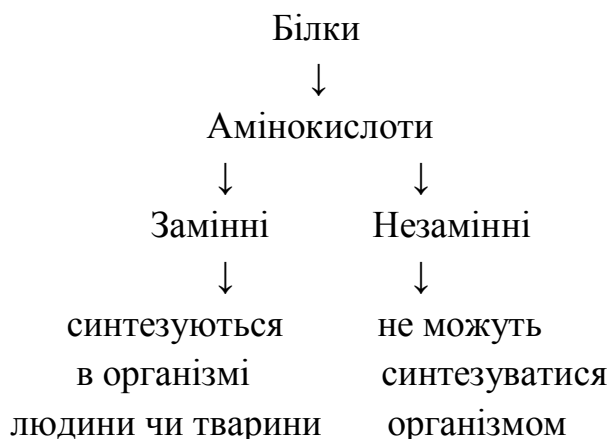 Білки
↓
Амінокислоти
↓ ↓
Замінні Незамінні
↓ ↓
синтезуються не можуть
в організмі синтезуватися
людини чи тварини організмом